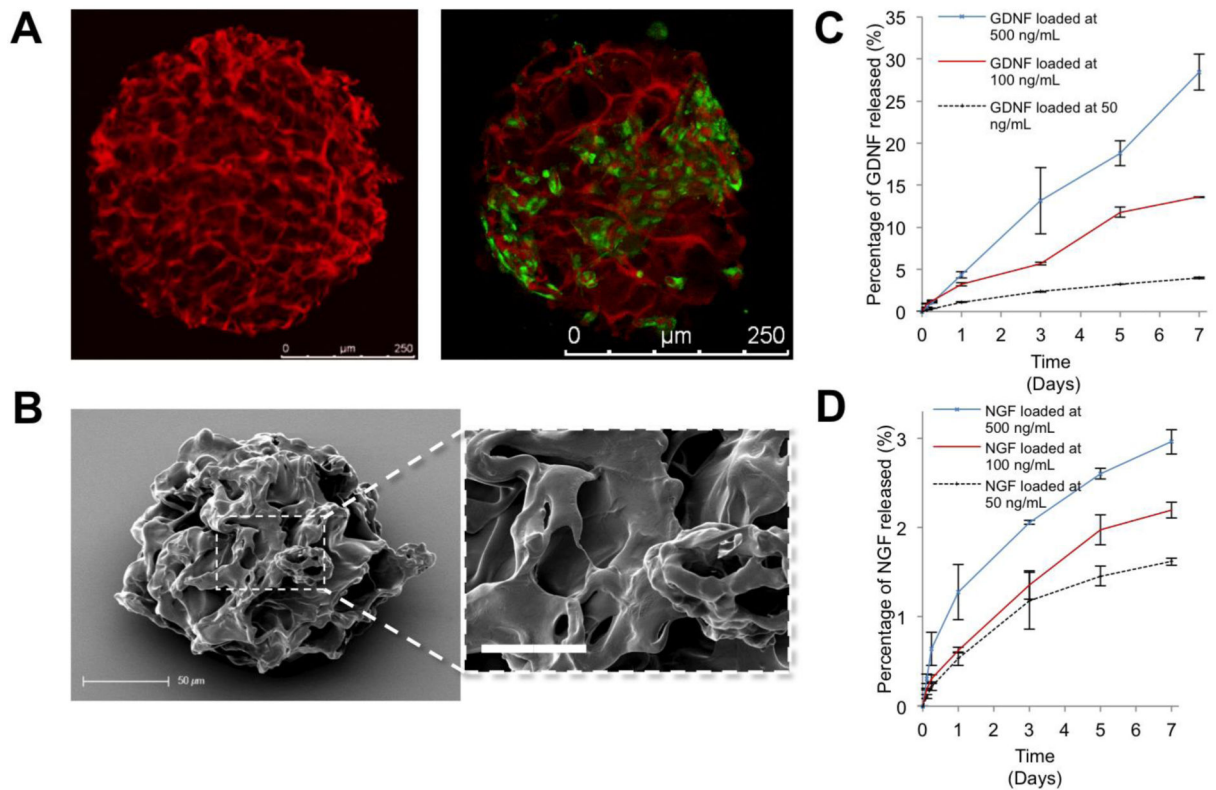 A
0 µm 250
0 µm 250
B
50 µm
C
Percentage of GDNF released (%)
35
30
25
20
15
10
5
0
GDNF loaded at
500 ng/mL
GDNF loaded at
100 ng/mL
GDNF loaded at 50
ng/mL
0 1 2 3 4 5 6 7
Time
(Days)
D
Percentage of NGF released (%)
3
2
1
0
NGF loaded at
500 ng/mL
NGF loaded at
100 ng/mL
NGF loaded at
50 ng/mL
0 1 2 3 4 5 6 7
Time
(Days)